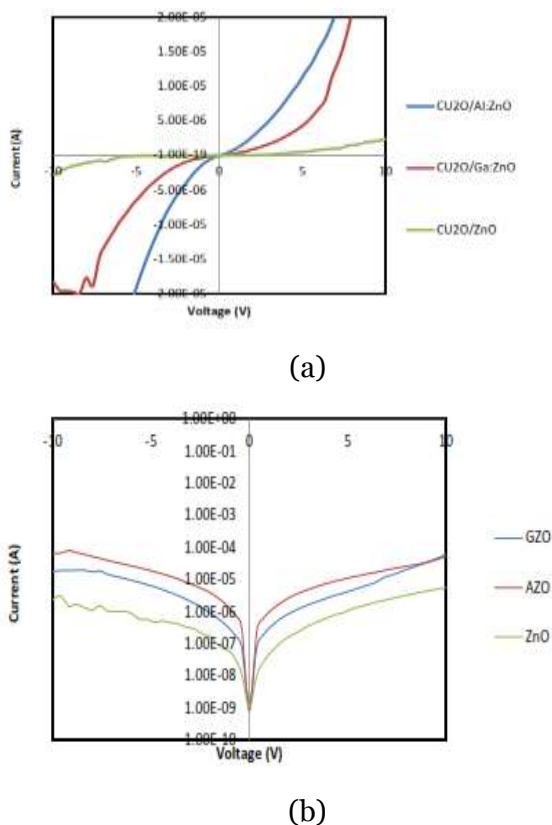 2.00E-05
1.50E-05
1.00E-05
5.00E-06
-1.00E-19
-10 -5 0 5 10
-5.00E-06
-1.00E-05
-1.50E-05
-2.00E-05
Current (A)
Voltage (V)
CU2O/Al:ZnO
CU2O/Ga:ZnO
CU2O/ZnO
(a)
1.00E+00
-10 -5 0 5 10
1.00E-01
1.00E-02
1.00E-03
1.00E-04
1.00E-05
1.00E-06
1.00E-07
1.00E-08
1.00E-09
1.00E-10
Current (A)
Voltage (V)
GZO
AZO
ZnO
(b)